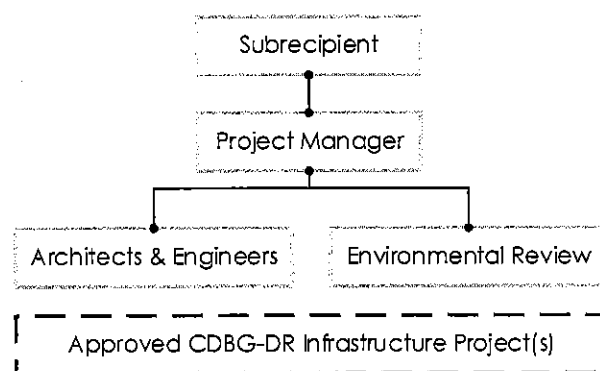 Subrecipient
Project Manager
Architects & Engineers
Environmental Review
Approved CDBG-DR Infrastructure Project(s)